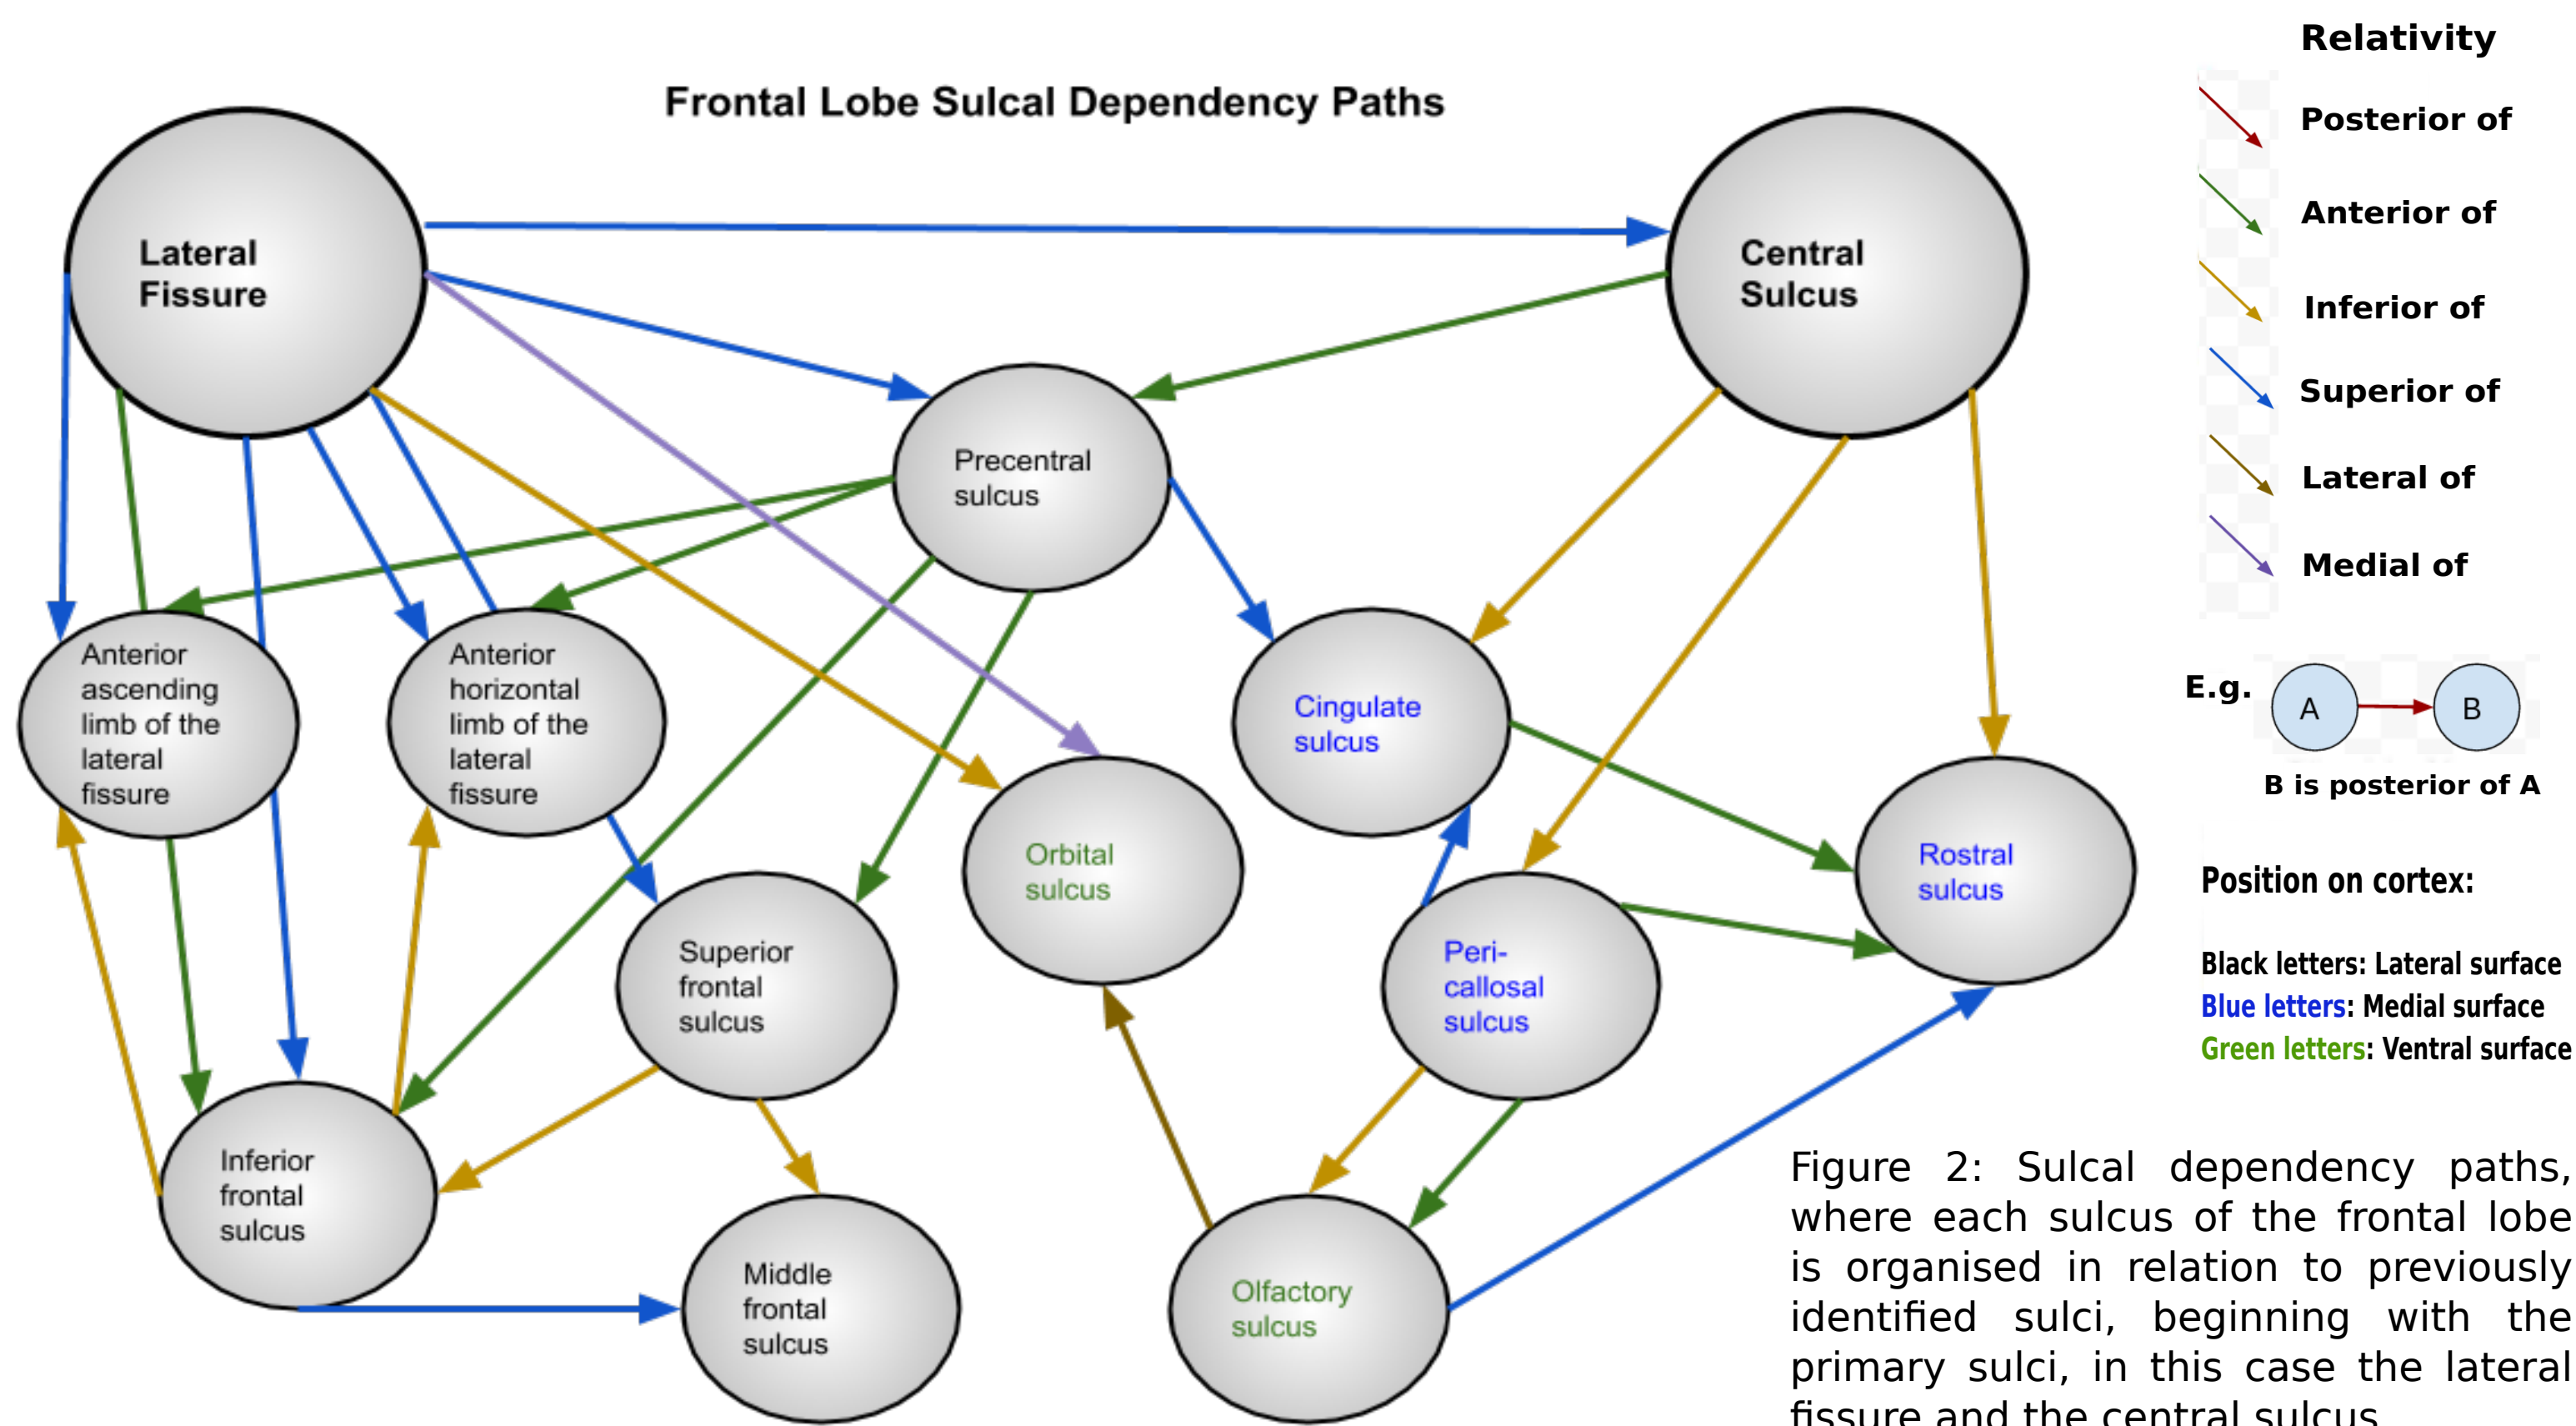 Frontal Lobe Sulcal Dependency Paths
Lateral
Fissure
Central
Sulcus
Precentral
sulcus
Anterior
ascending
limb of the
lateral
fissure
Anterior
horizontal
limb of the
lateral
fissure
Cingulate
sulcus
Orbital
sulcus
Rostral
sulcus
Superior
frontal
sulcus
Peri-
callosal
sulcus
Inferior
frontal
sulcus
Middle
frontal
sulcus
Olfactory
sulcus
Relativity
Posterior of
Anterior of
Inferior of
Superior of
Lateral of
Medial of
E.g.
A
B
B is posterior of A
Position on cortex:
Black letters: Lateral surface
Blue letters: Medial surface
Green letters: Ventral surface
Figure 2: Sulcal dependency paths,
where each sulcus of the frontal lobe
is organised in relation to previously
identified sulci, beginning with the
primary sulci, in this case the lateral
fissure and the central sulcus